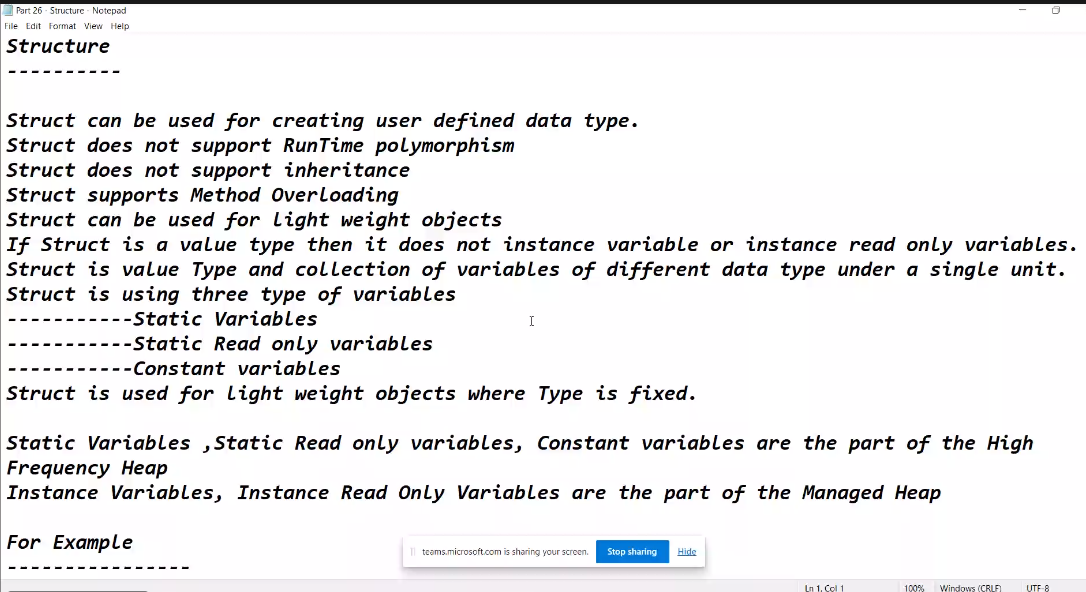 Part 26 - Structure - Notepad
File Edit Format View Help
Structure
----------
Struct can be used for creating user defined data type.
Struct does not support RunTime polymorphism
Struct does not support inheritance
Struct supports Method Overloading
Struct can be used for light weight objects
If Struct is a value type then it does not instance variable or instance read only variables.
Struct is value Type and collection of variables of different data type under a single unit.
Struct is using three type of variables
-----------Static Variables
-----------Static Read only variables
-----------Constant variables
Struct is used for light weight objects where Type is fixed.
Static Variables ,Static Read only variables, Constant variables are the part of the High
Frequency Heap
Instance Variables, Instance Read Only Variables are the part of the Managed Heap
For Example
----------------
teams.microsoft.com is sharing your screen. Stop sharing Hide
Ln 1, Col 1 100% Windows (CRLF) UTF-8